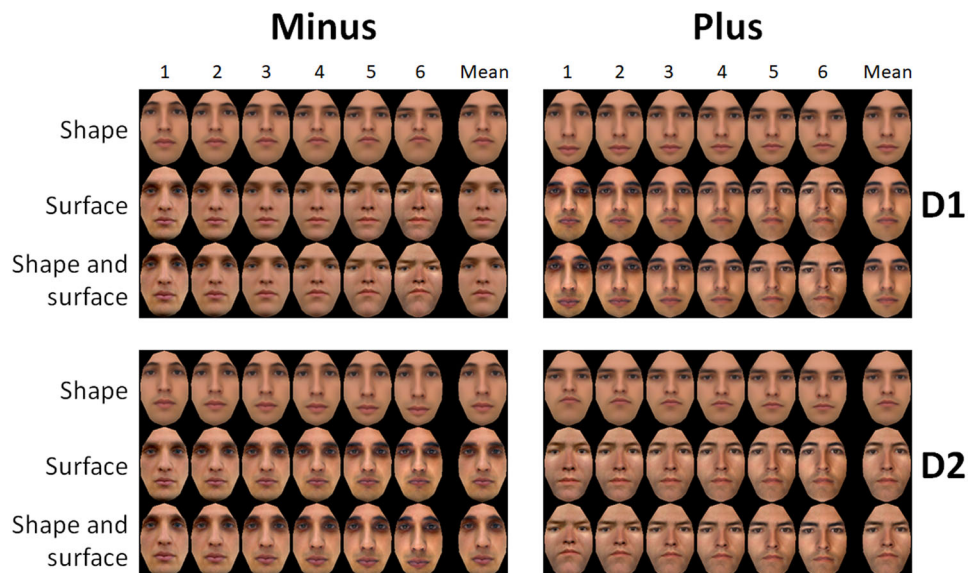 Minus Plus
1 2 3 4 5 6 Mean 1 2 3 4 5 6 Mean
Shape
Surface D1
Shape and
surface
Shape
Surface D2
Shape and
surface